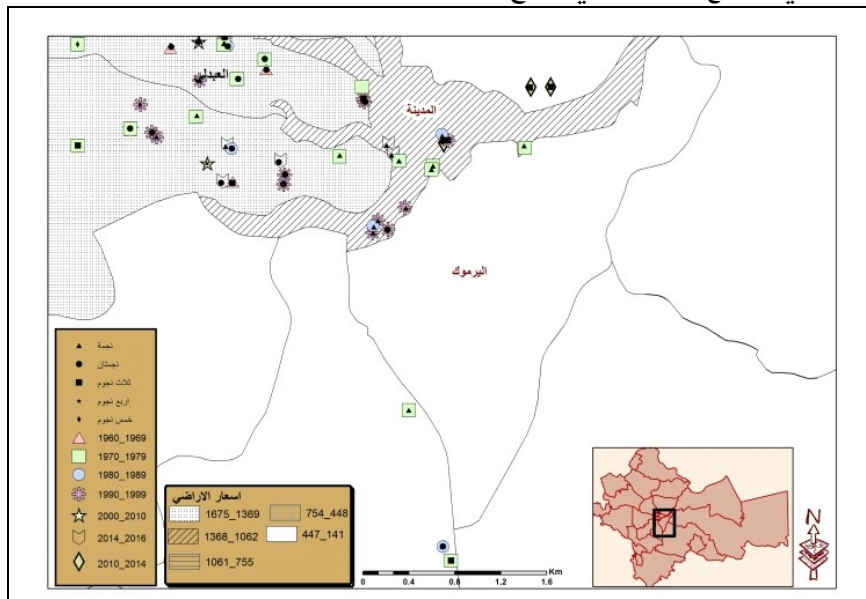 العبدلي
المدينة
اليرموك
نجمة
نجمتان
ثلاث نجوم
اربع نجوم
خمس نجوم
1960_1969
1970_1979
1980_1989
1990_1999
2000_2010
2014_2016
2010_2014
اسعار الاراضي
1675_1369
754_448
1368_1062
447_141
1061_755
Km
0 0.4 0.8 1.2 1.6
N